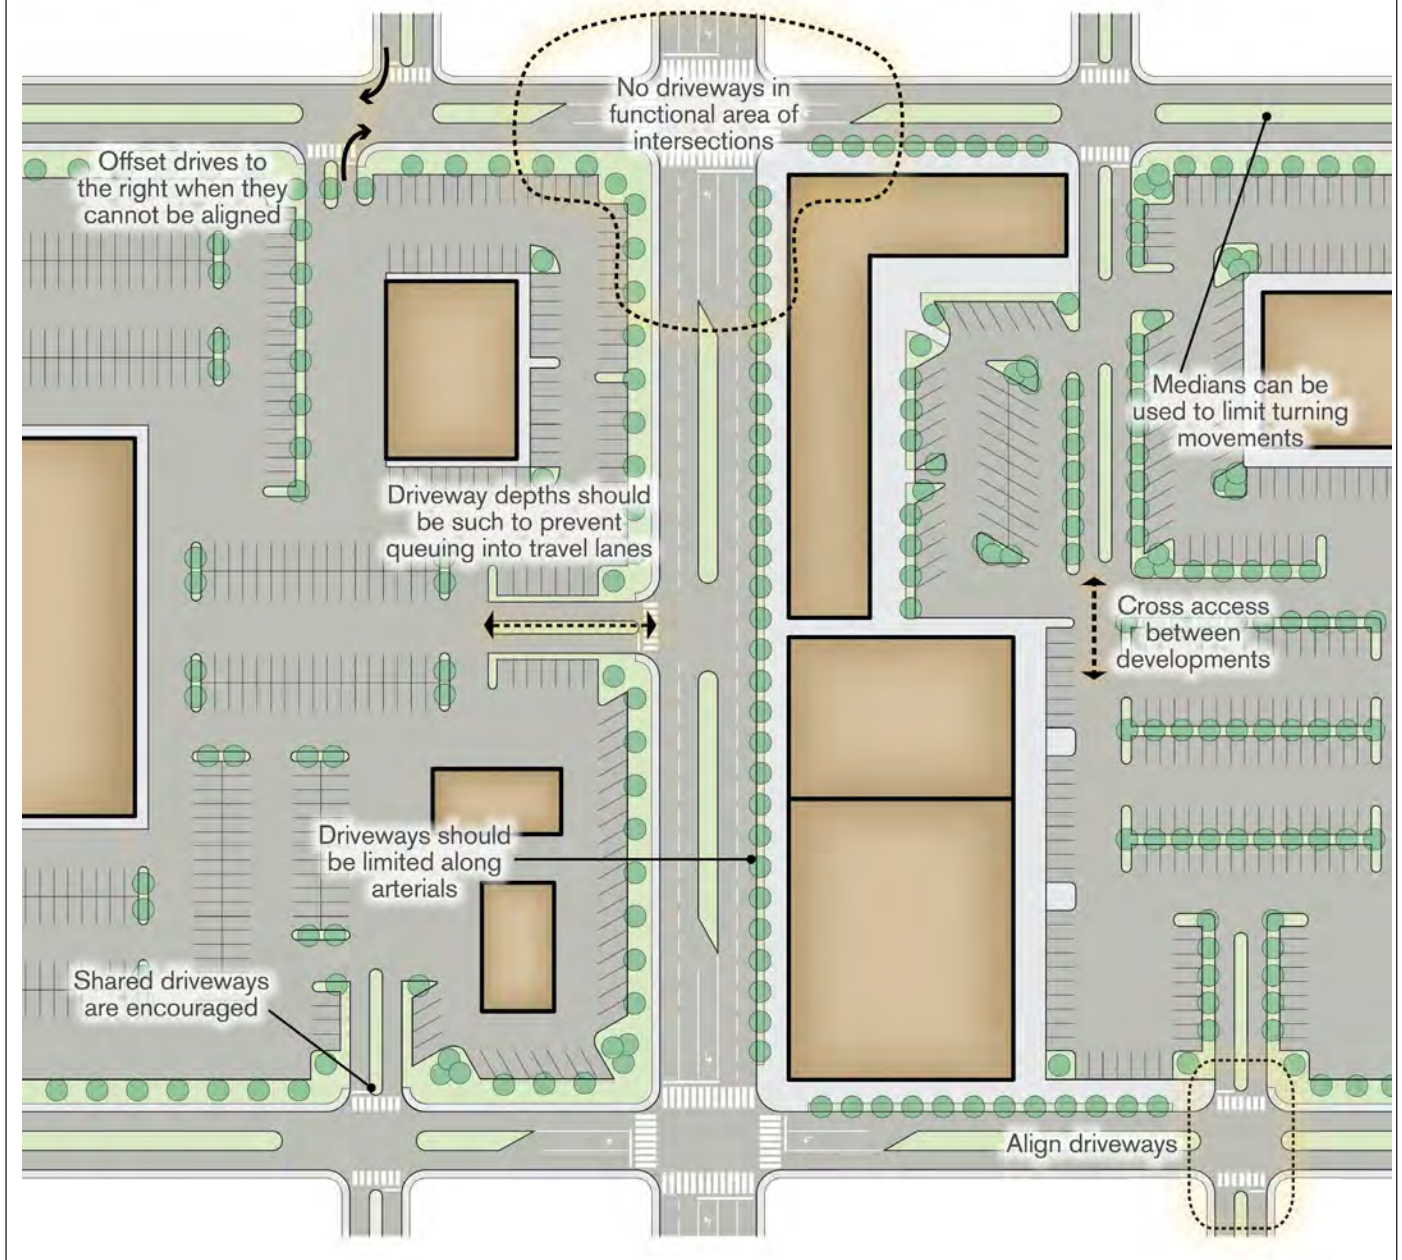 No driveways in
functional area of
intersections
Offset drives to
the right when they
cannot be aligned
Medians can be
used to limit turning
movements
Driveway depths should
be such to prevent
queuing into travel lanes
Cross access
between
developments
Driveways should
be limited along
arterials
Shared driveways
are encouraged
Align driveways